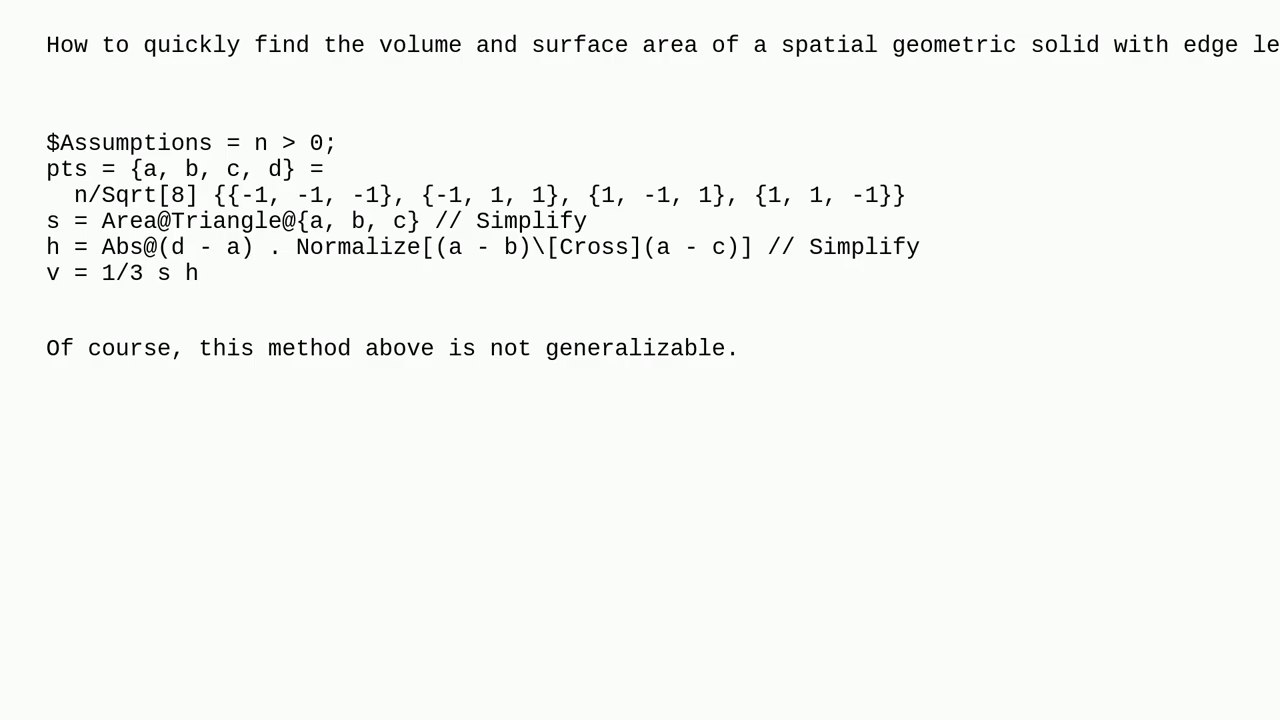 How to quickly find the volume and surface area of a spatial geometric solid with edge
$Assumptions = n > 0;
pts = {a, b, c, d} =
n/Sqrt[8] {{-1, -1, -1}, {-1, 1, 1}, {1, -1, 1}, {1, 1, -1}}
s = Area@Triangle@{a, b, c} // Simplify
h = Abs@(d - a) . Normalize[(a - b)\[Cross](a - c)] // Simplify
v = 1/3 s h
Of course, this method above is not generalizable.